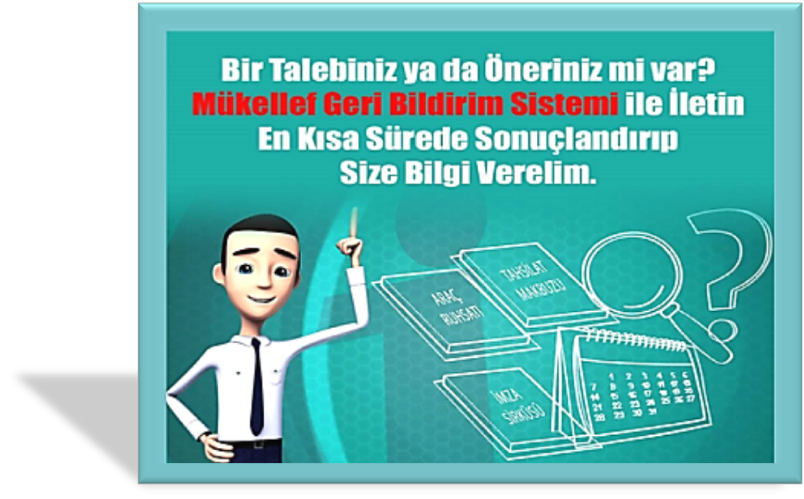 Bir Talebiniz ya da Öneriniz mi var?
Mükellef Geri Bildirim Sistemi ile İletin
En Kısa Sürede Sonuçlandırıp
Size Bilgi Verelim.
TAHSİLAT
MAKBUZU
ARAÇ
RUHSATI
İMZA
SİRKÜSÜ